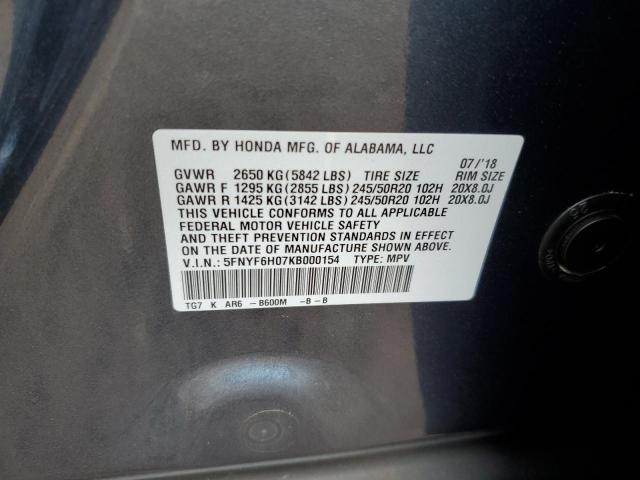 MFD. BY HONDA MFG. OF ALABAMA, LLC 07/'18
GVWR 2650 KG(5842 LBS) TIRE SIZE RIM SIZE
GAWR F 1295 KG(2855 LBS)245/50R20 102H 20X8.0J
GAWR R 1425 KG(3142 LBS)245/50R20 102H 20X8.0J
THIS VEHICLE CONFORMS TO ALL APPLICABLE
FEDERAL MOTOR VEHICLE SAFETY, BUMPER,
AND THEFT PREVENTION STANDARDS IN EFFECT
ON THE DATE OF MANUFACTURE SHOWN ABOVE.
V.I.N.: 5FNYF6H07KB000154 TYPE: MPV
TG7 K AR6 -B600M -B-B